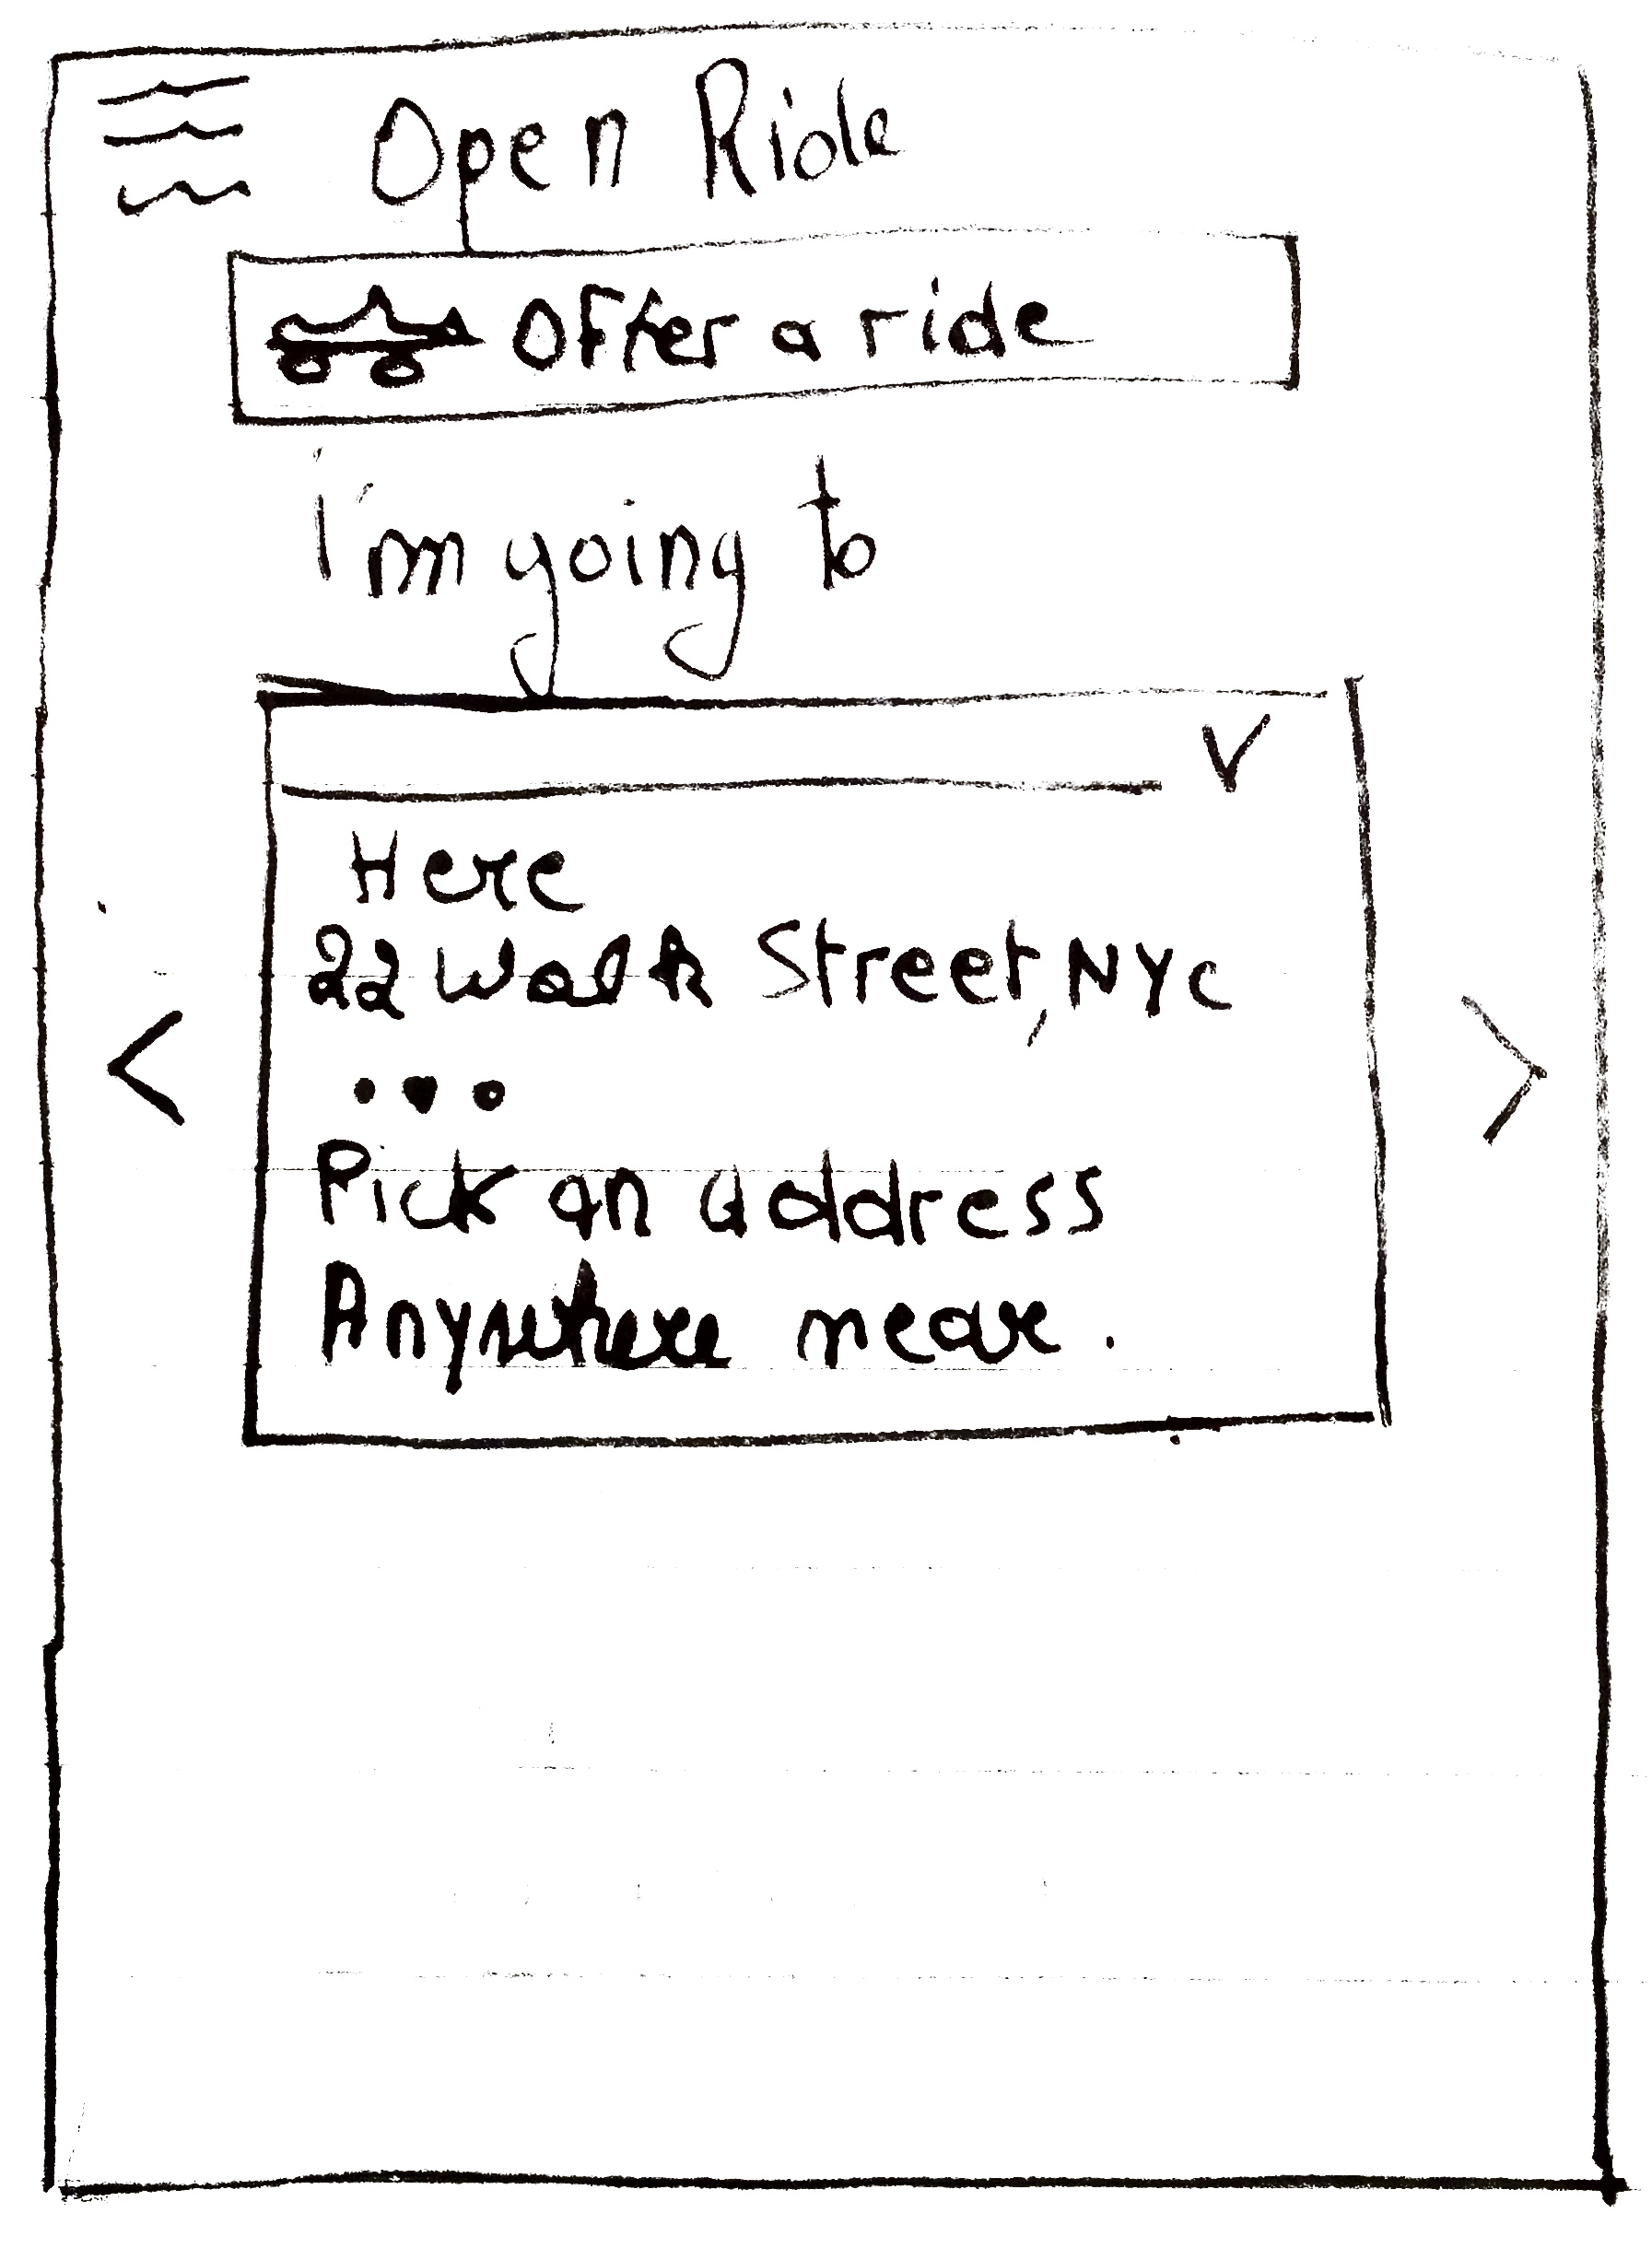 Open Ride
Offer a ride
I'm going to
Here
22 Walk Street, NYC
...
Pick an address
Anywhere near.